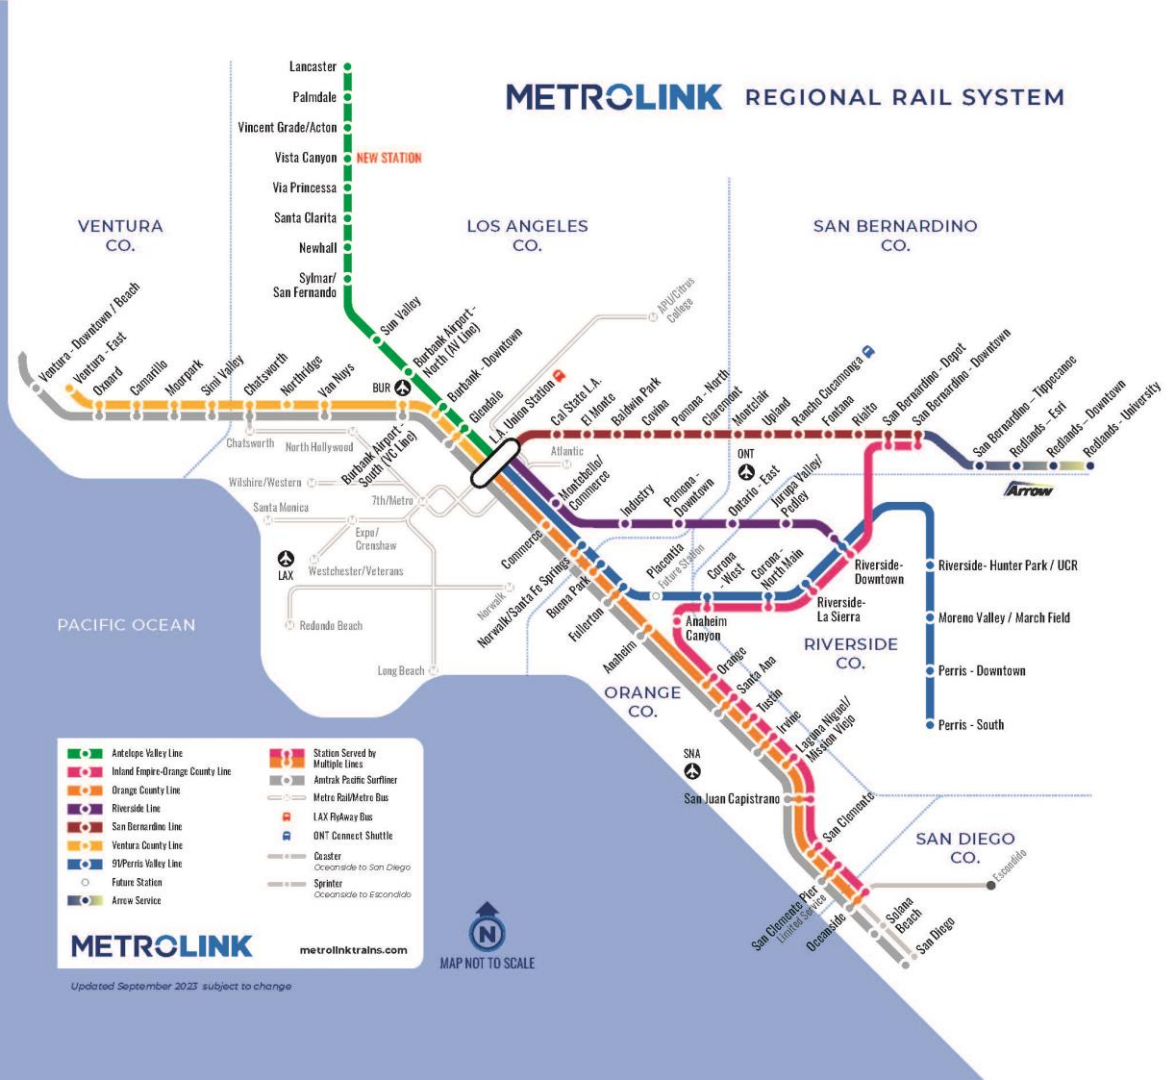 METROLINK REGIONAL RAIL SYSTEM
Lancaster
Palmdale
Vincent Grade/Acton
Vista Canyon NEW STATION
Via Princessa
Santa Clarita
Newhall
Sylmar/
San Fernando
VENTURA
CO.
LOS ANGELES
CO.
SAN BERNARDINO
CO.
Ventura - Downtown / Beach
Ventura - East
Oxnard
Camarillo
Moorpark
Simi Valley
Chatsworth
Northridge
Van Nuys
BUR
Sun Valley
Burbank Airport -
North (AV Line)
Burbank - Downtown
Glendale
L.A. Union Station
APU/Citrus
College
Cal State L.A.
El Monte
Baldwin Park
Covina
Pomona - North
Claremont
Montclair
Upland
Rancho Cucamonga
Fontana
Rialto
San Bernardino - Depot
San Bernardino - Downtown
San Bernardino - Tippecanoe
Redlands - Esri
Redlands - Downtown
Redlands - University
Arrow
Chatsworth
North Hollywood
Burbank Airport -
South (VC Line)
Wilshire/Western
7th/Metro
Santa Monica
Expo/
Crenshaw
LAX
Westchester/Veterans
Redondo Beach
Norwalk
Long Beach
Atlantic
ONT
Montebello/
Commerce
Industry
Pomona -
Downtown
Ontario - East
Jurupa Valley/
Pedley
Commerce
Norwalk/Santa Fe Springs
Buena Park
Fullerton
Anaheim
Placentia
Future Station
Corona
- West
Corona -
North Main
Riverside-
Downtown
Riverside-
La Sierra
Riverside- Hunter Park / UCR
Moreno Valley / March Field
Perris - Downtown
Perris - South
Anaheim
Canyon
RIVERSIDE
CO.
PACIFIC OCEAN
ORANGE
CO.
Orange
Santa Ana
Tustin
Irvine
Laguna Niguel/
Mission Viejo
SNA
San Juan Capistrano
San Clemente
San Clemente Pier
Limited Service
Oceanside
SAN DIEGO
CO.
Escondido
Solana
Beach
San Diego
Antelope Valley Line
Inland Empire-Orange County Line
Orange County Line
Riverside Line
San Bernardino Line
Ventura County Line
91/Perris Valley Line
Future Station
Arrow Service
Station Served by
Multiple Lines
Amtrak Pacific Surfliner
Metro Rail/Metro Bus
LAX FlyAway Bus
ONT Connect Shuttle
Coaster
Oceanside to San Diego
Sprinter
Oceanside to Escondido
METROLINK
metrolinktrains.com
N
MAP NOT TO SCALE
Updated September 2023 subject to change